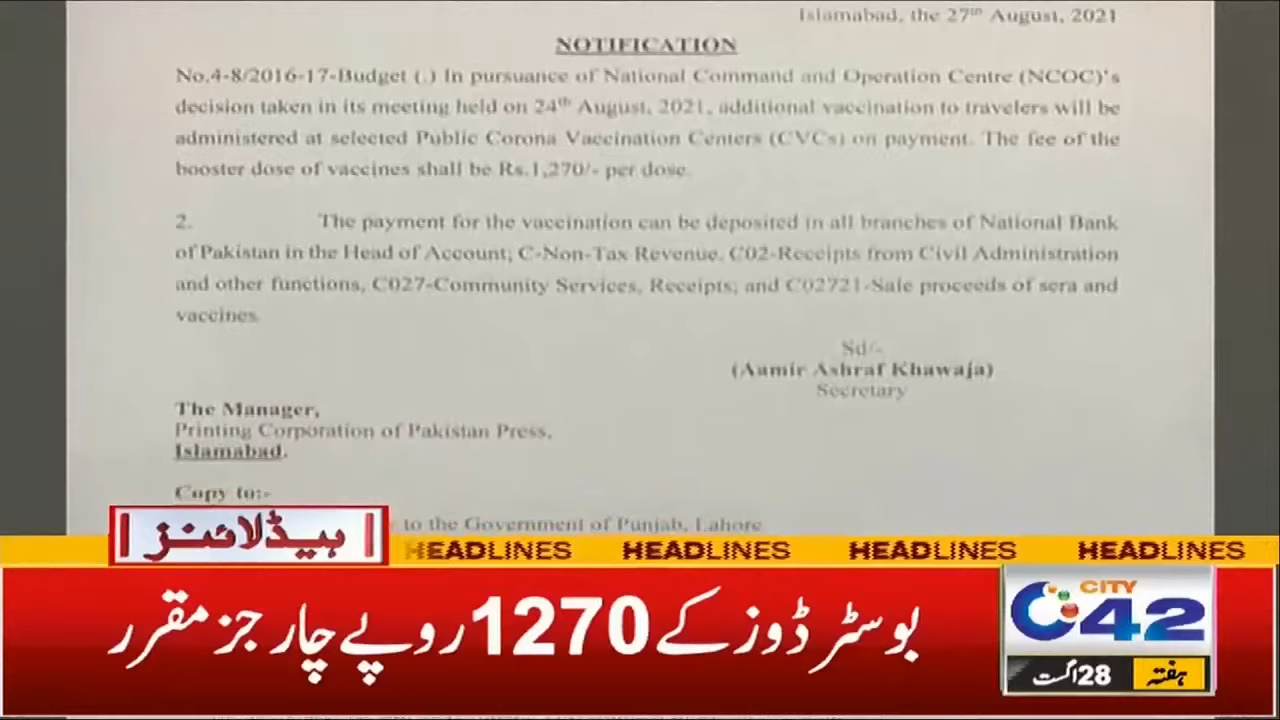 Islamabad, the 27th August, 2021
NOTIFICATION
No.4-8/2016-17-Budget (.) In pursuance of National Command and Operation Centre (NCOC)'s
decision taken in its meeting held on 24th August, 2021, additional vaccination to travelers will be
administered at selected Public Corona Vaccination Centers (CVCs) on payment. The fee of the
booster dose of vaccines shall be Rs.1,270/- per dose.
2. The payment for the vaccination can be deposited in all branches of National Bank
of Pakistan in the Head of Account; C-Non-Tax Revenue, C02-Receipts from Civil Administration
and other functions, C027-Community Services, Receipts; and C02721-Sale proceeds of sera and
vaccines.
Sd/-
(Aamir Ashraf Khawaja)
Secretary
The Manager,
Printing Corporation of Pakistan Press,
Islamabad.
Copy to:-
to the Government of Punjab, Lahore
ہیڈلائنز
HEADLINES HEADLINES HEADLINES HEADLINES
بوسٹر ڈوز کے 1270 روپے چارجز مقرر
CITY
42
ہفتہ 28 اگست